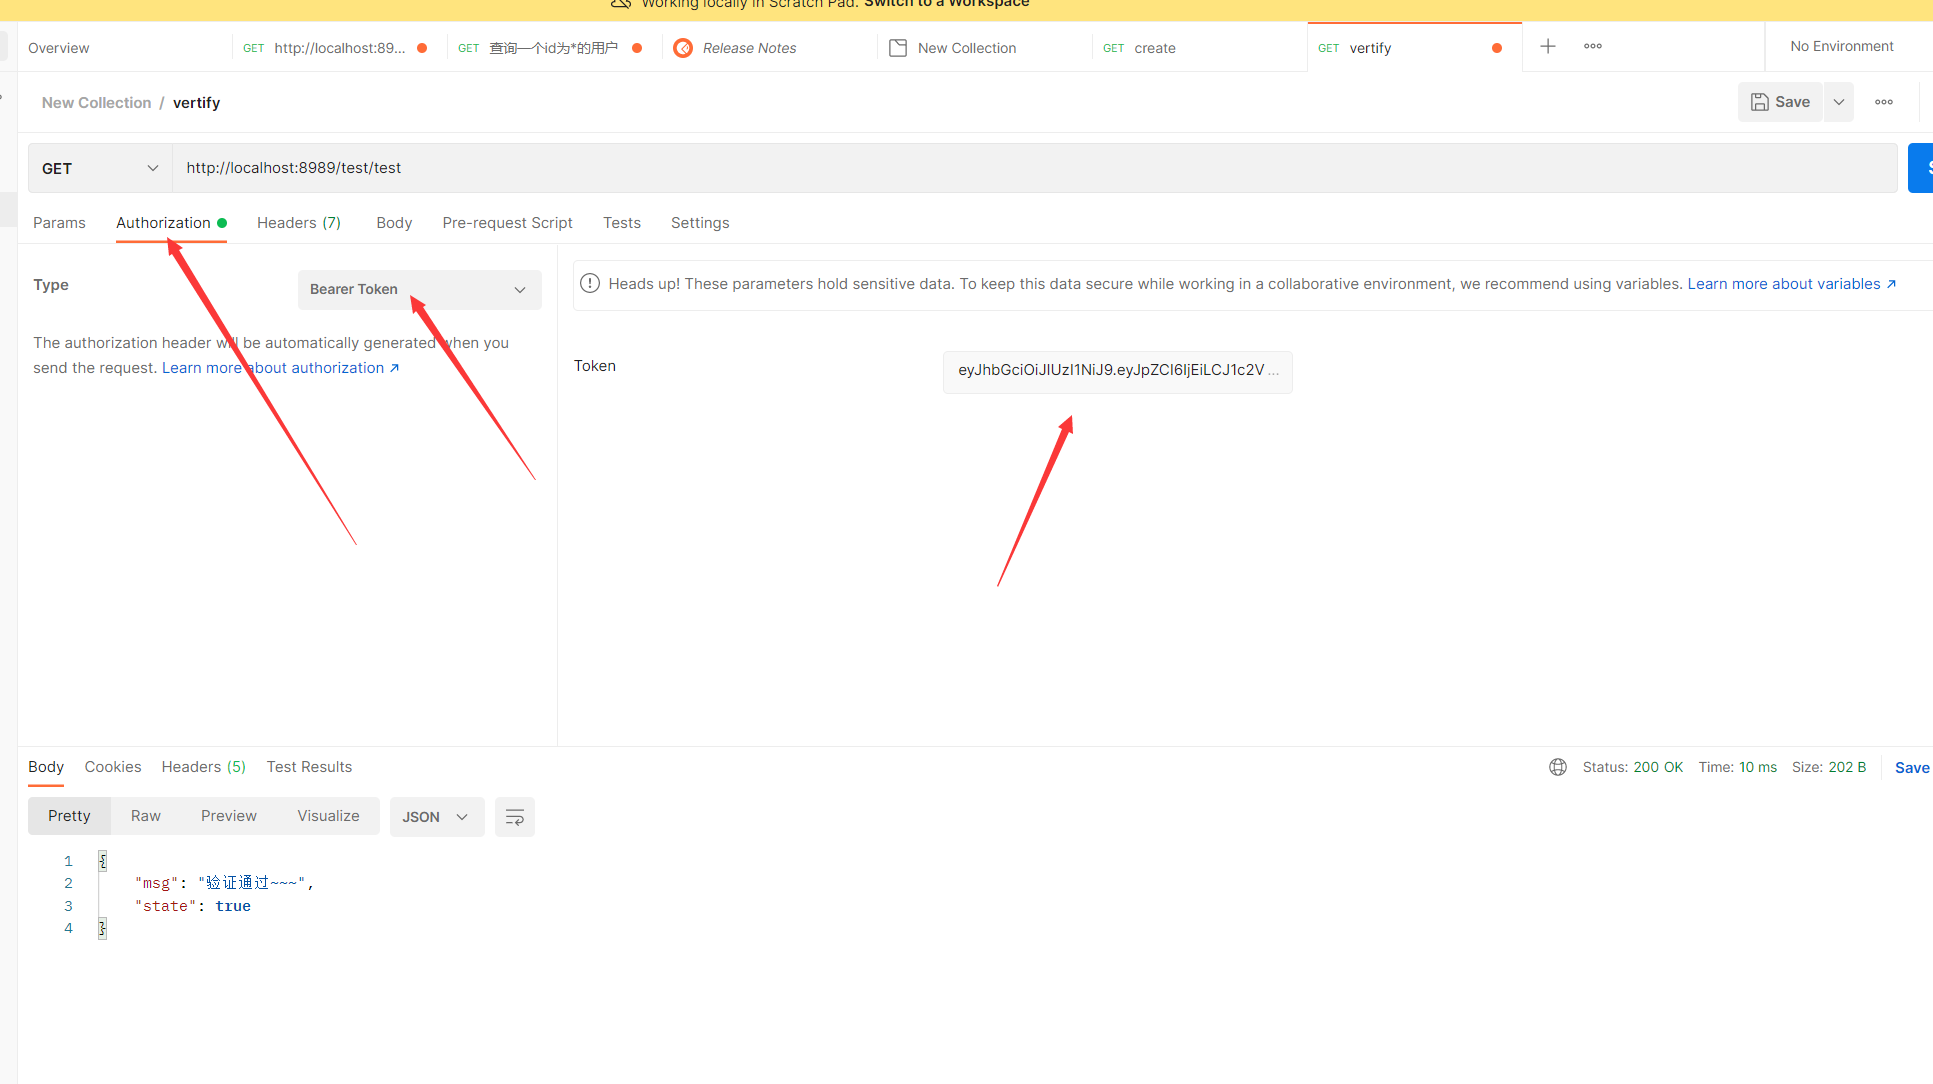 Working locally in Scratch Pad. Switch to a Workspace
Overview
GET http://localhost:89...
GET 查询一个id为*的用户
Release Notes
New Collection
GET create
GET vertify
No Environment
New Collection / vertify
Save
GET
http://localhost:8989/test/test
Params
Authorization
Headers (7)
Body
Pre-request Script
Tests
Settings
Type
Bearer Token
Heads up! These parameters hold sensitive data. To keep this data secure while working in a collaborative environment, we recommend using variables. Learn more about variables ↗
The authorization header will be automatically generated when you
send the request. Learn more about authorization ↗
Token
eyJhbGciOiJIUzI1NiJ9.eyJpZCI6IjEiLCJ1c2V ...
Body
Cookies
Headers (5)
Test Results
Status: 200 OK
Time: 10 ms
Size: 202 B
Save
Pretty
Raw
Preview
Visualize
JSON
1 {
2 "msg": "验证通过~~~",
3 "state": true
4 }